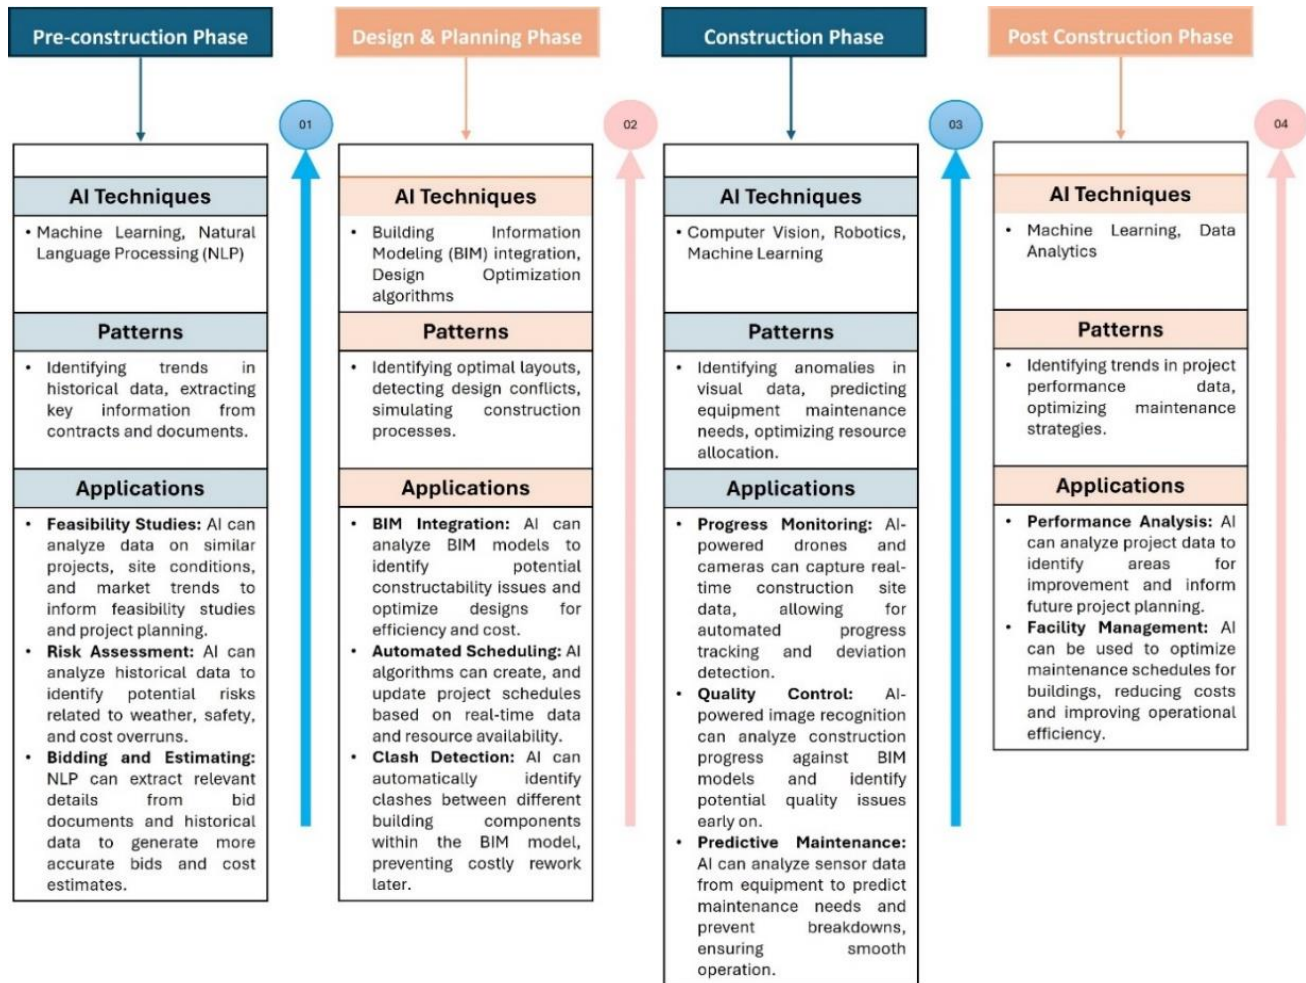 Pre-construction Phase
01
AI Techniques
• Machine Learning, Natural
Language Processing (NLP)
Patterns
• Identifying trends in
historical data, extracting
key information from
contracts and documents.
Applications
• Feasibility Studies: AI can
analyze data on similar
projects, site conditions,
and market trends to
inform feasibility studies
and project planning.
• Risk Assessment: AI can
analyze historical data to
identify potential risks
related to weather, safety,
and cost overruns.
• Bidding and Estimating:
NLP can extract relevant
details from bid
documents and historical
data to generate more
accurate bids and cost
estimates.
Design & Planning Phase
02
AI Techniques
• Building Information
Modeling (BIM) integration,
Design Optimization
algorithms
Patterns
• Identifying optimal layouts,
detecting design conflicts,
simulating construction
processes.
Applications
• BIM Integration: AI can
analyze BIM models to
identify potential
constructability issues and
optimize designs for
efficiency and cost.
• Automated Scheduling: AI
algorithms can create, and
update project schedules
based on real-time data
and resource availability.
• Clash Detection: AI can
automatically identify
clashes between different
building components
within the BIM model,
preventing costly rework
later.
Construction Phase
03
AI Techniques
• Computer Vision, Robotics,
Machine Learning
Patterns
• Identifying anomalies in
visual data, predicting
equipment maintenance
needs, optimizing resource
allocation.
Applications
• Progress Monitoring: AI-
powered drones and
cameras can capture real-
time construction site
data, allowing for
automated progress
tracking and deviation
detection.
• Quality Control: AI-
powered image recognition
can analyze construction
progress against BIM
models and identify
potential quality issues
early on.
• Predictive Maintenance:
AI can analyze sensor data
from equipment to predict
maintenance needs and
prevent breakdowns,
ensuring smooth
operation.
Post Construction Phase
04
AI Techniques
• Machine Learning, Data
Analytics
Patterns
• Identifying trends in project
performance data,
optimizing maintenance
strategies.
Applications
• Performance Analysis: AI
can analyze project data to
identify areas for
improvement and inform
future project planning.
• Facility Management: AI
can be used to optimize
maintenance schedules for
buildings, reducing costs
and improving operational
efficiency.